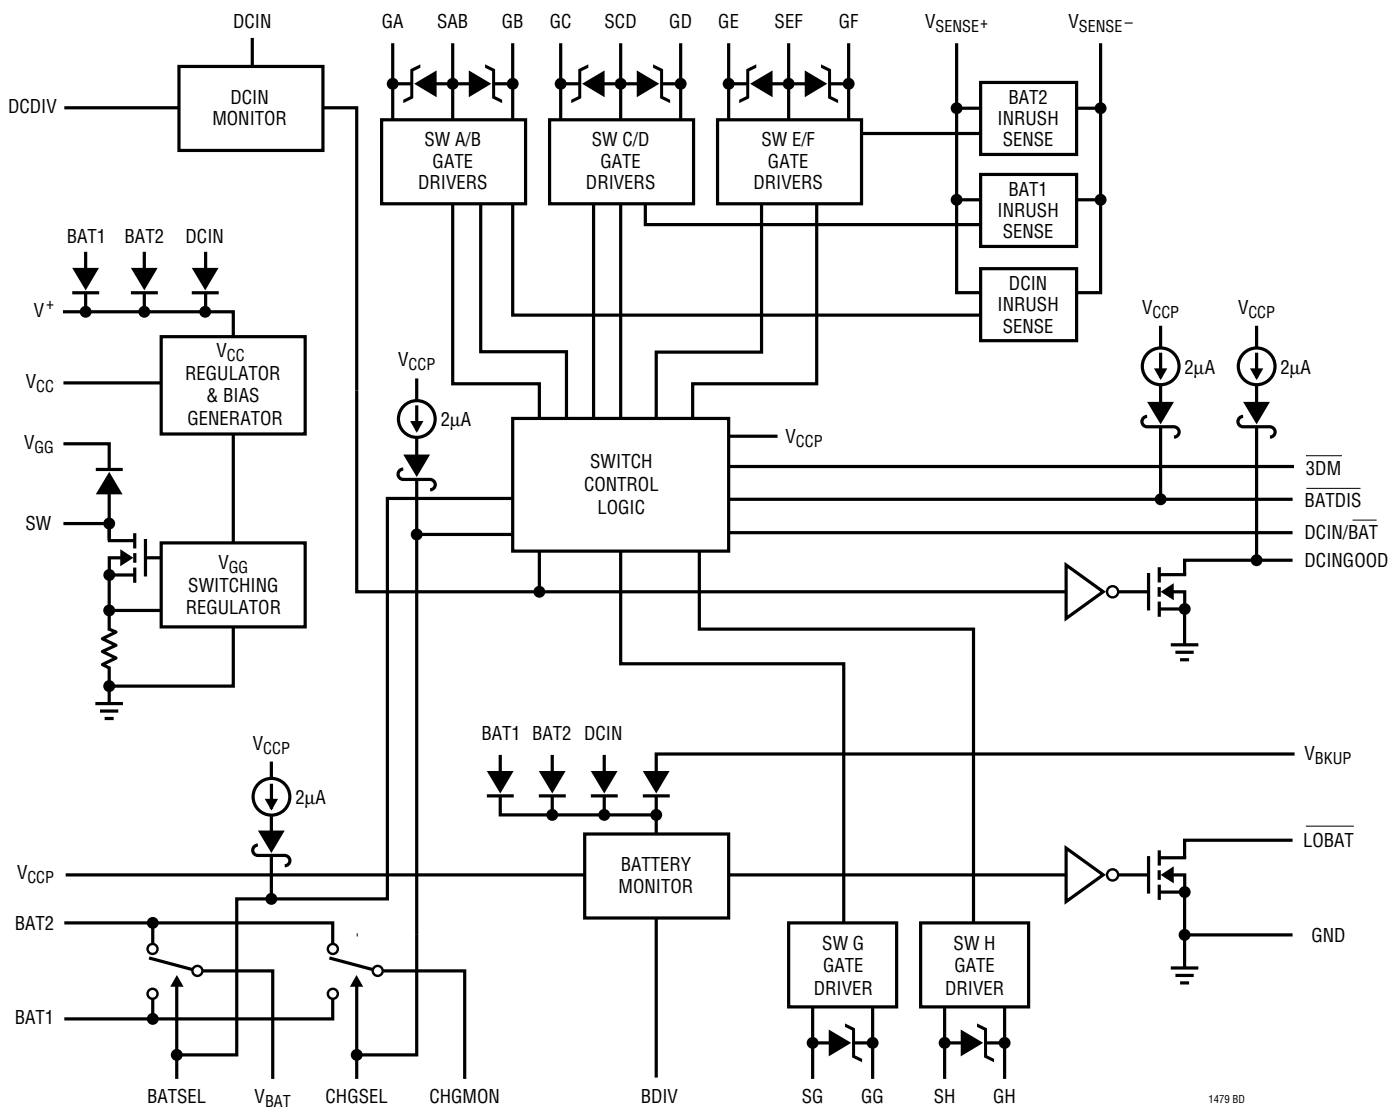 DCIN
GA
SAB
GB
GC
SCD
GD
GE
SEF
GF
VSENSE+
VSENSE–
DCDIV
DCIN
MONITOR
SW A/B
GATE
DRIVERS
SW C/D
GATE
DRIVERS
SW E/F
GATE
DRIVERS
BAT2
INRUSH
SENSE
BAT1
INRUSH
SENSE
DCIN
INRUSH
SENSE
BAT1
BAT2
DCIN
V+
VCC
VCC
REGULATOR
& BIAS
GENERATOR
VGG
SW
VGG
SWITCHING
REGULATOR
VCCP
2µA
VCCP
2µA
VCCP
2µA
SWITCH
CONTROL
LOGIC
VCCP
3DM
BATDIS
DCIN/BAT
DCINGOOD
BAT1
BAT2
DCIN
VBKUP
VCCP
2µA
VCCP
BATTERY
MONITOR
LOBAT
GND
BAT2
BAT1
SW G
GATE
DRIVER
SW H
GATE
DRIVER
BATSEL
VBAT
CHGSEL
CHGMON
BDIV
SG
GG
SH
GH
1479 BD